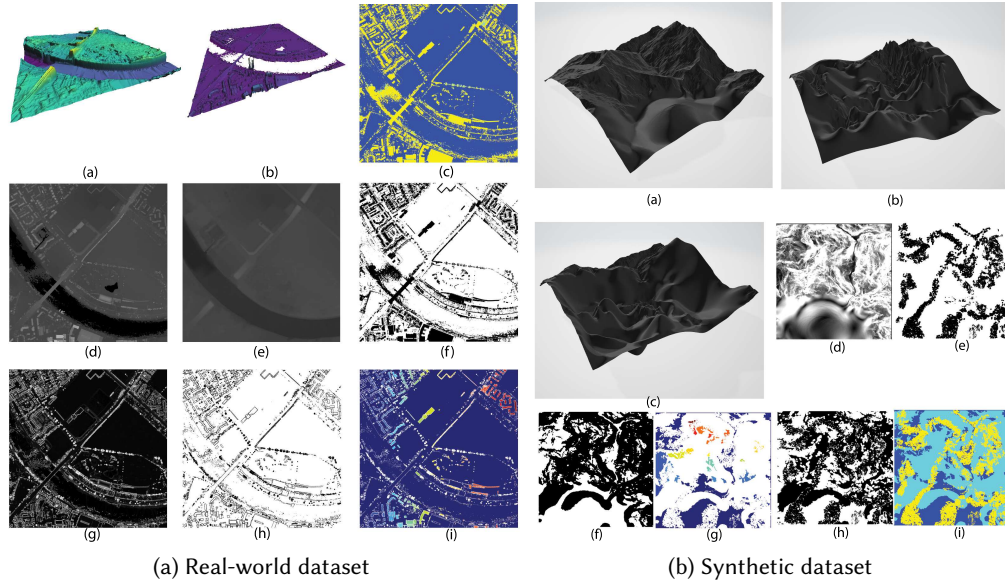 (a) (b) (c)
(d) (e) (f)
(g) (h) (i)
(a) Real-world dataset
(a) (b)
(c) (d) (e)
(f) (g) (h) (i)
(b) Synthetic dataset